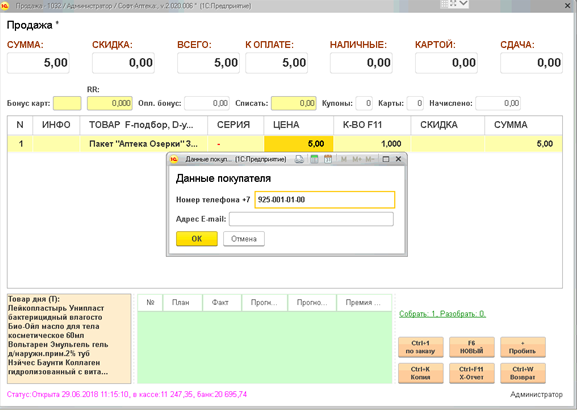 Продажа - 1032 / Администратор / Софт-Аптека, v 2.020.006 * (1С:Предприятие)
Продажа *
СУММА: СКИДКА: ВСЕГО: К ОПЛАТЕ: НАЛИЧНЫЕ: КАРТОЙ: СДАЧА:
5,00 0,00 5,00 5,00 0,00 0,00 0,00
RR:
Бонус карт: 0,000 Опл. бонус: 0,00 Списать: 0,00 Купоны: 0 Карты: 0 Начислено: 0,00
N ИНФО ТОВАР F-подбор, D-у... СЕРИЯ ЦЕНА К-ВО F11 СКИДКА СУММА
1 Пакет "Аптека Озерки" З... - 5,00 1,000 5,00
Данные покуп... (1С:Предприятие) M M+ M-
Данные покупателя
Номер телефона +7 925-001-01-00
Адрес E-mail:
ОК Отмена
Товар дня (Т):
Лейкопластырь Унипласт
бактерицидный влагосто
Био-Ойл масло для тела
косметическое 60мл
Вольтарен Эмульгель гель
д/наружн.прим.2% туб
Нэйчес Баунти Коллаген
гидролизованный с вита...
№ План Факт Прогн... Прогно... Премия ...
Собрать: 1, Разобрать: 0.
Ctrl+1 по заказу
F6 НОВЫЙ
+ Пробить
Ctrl+K Копия
Ctrl+F11 X-Отчет
Ctrl+W Возврат
Статус:Открыта 29.06.2018 11:15:10, в кассе:11 247,35, банк:20 695,74
Администратор